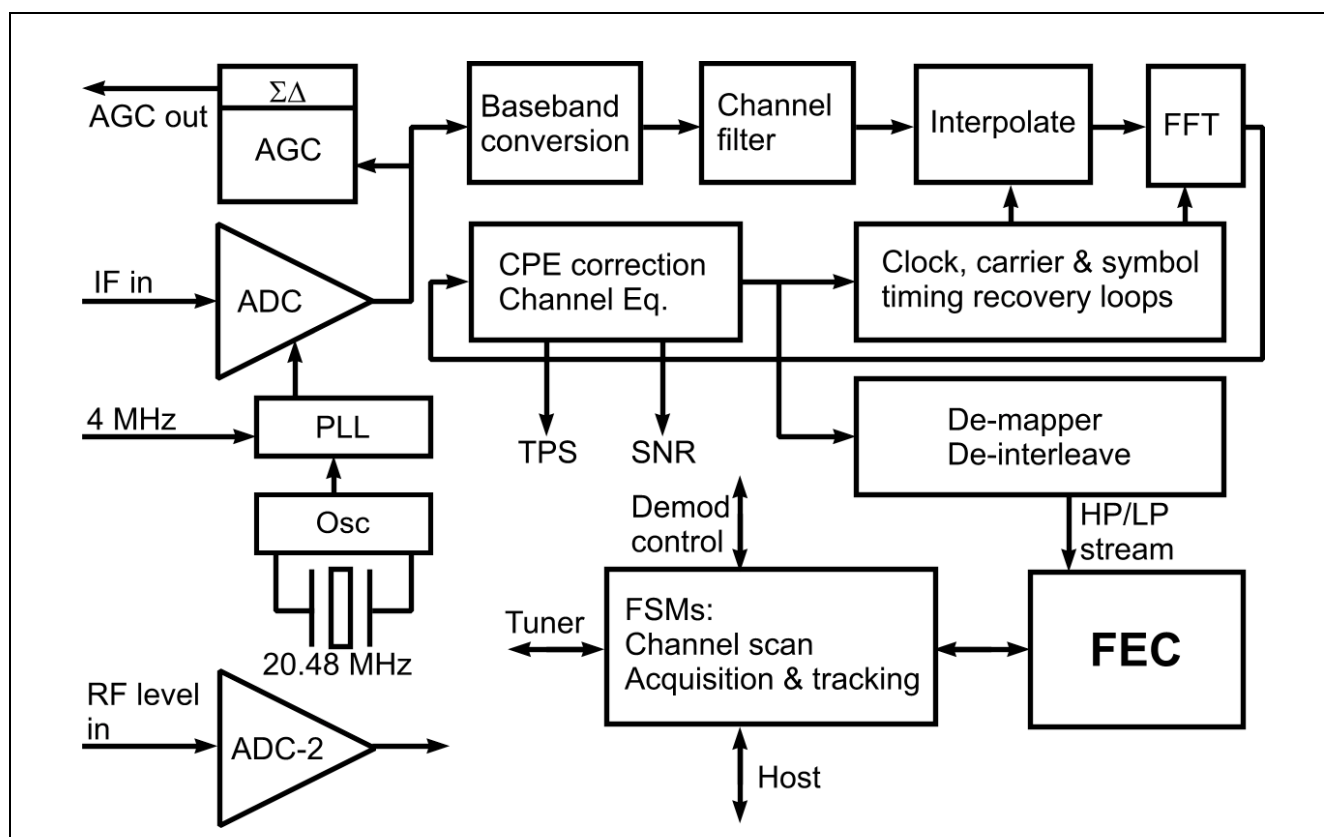 ΣΔ
AGC out
AGC
Baseband
conversion
Channel
filter
Interpolate
FFT
IF in
ADC
CPE correction
Channel Eq.
Clock, carrier & symbol
timing recovery loops
4 MHz
PLL
TPS
SNR
De-mapper
De-interleave
Osc
Demod
control
HP/LP
stream
20.48 MHz
Tuner
FSMs:
Channel scan
Acquisition & tracking
FEC
RF level
in
ADC-2
Host